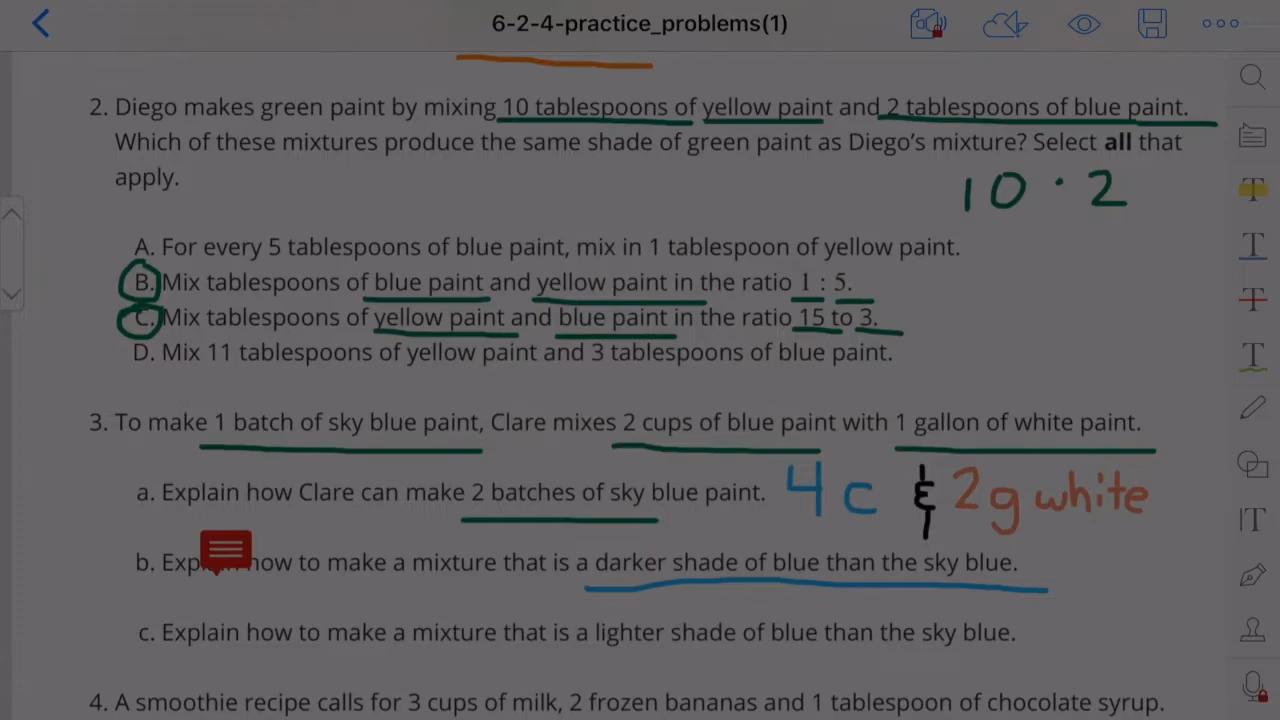 6-2-4-practice_problems(1)
2. Diego makes green paint by mixing 10 tablespoons of yellow paint and 2 tablespoons of blue paint.
Which of these mixtures produce the same shade of green paint as Diego's mixture? Select all that
apply.
10 · 2
A. For every 5 tablespoons of blue paint, mix in 1 tablespoon of yellow paint.
B. Mix tablespoons of blue paint and yellow paint in the ratio 1 : 5.
C. Mix tablespoons of yellow paint and blue paint in the ratio 15 to 3.
D. Mix 11 tablespoons of yellow paint and 3 tablespoons of blue paint.
3. To make 1 batch of sky blue paint, Clare mixes 2 cups of blue paint with 1 gallon of white paint.
a. Explain how Clare can make 2 batches of sky blue paint. 4 c & 2g white
b. Explain how to make a mixture that is a darker shade of blue than the sky blue.
c. Explain how to make a mixture that is a lighter shade of blue than the sky blue.
4. A smoothie recipe calls for 3 cups of milk, 2 frozen bananas and 1 tablespoon of chocolate syrup.